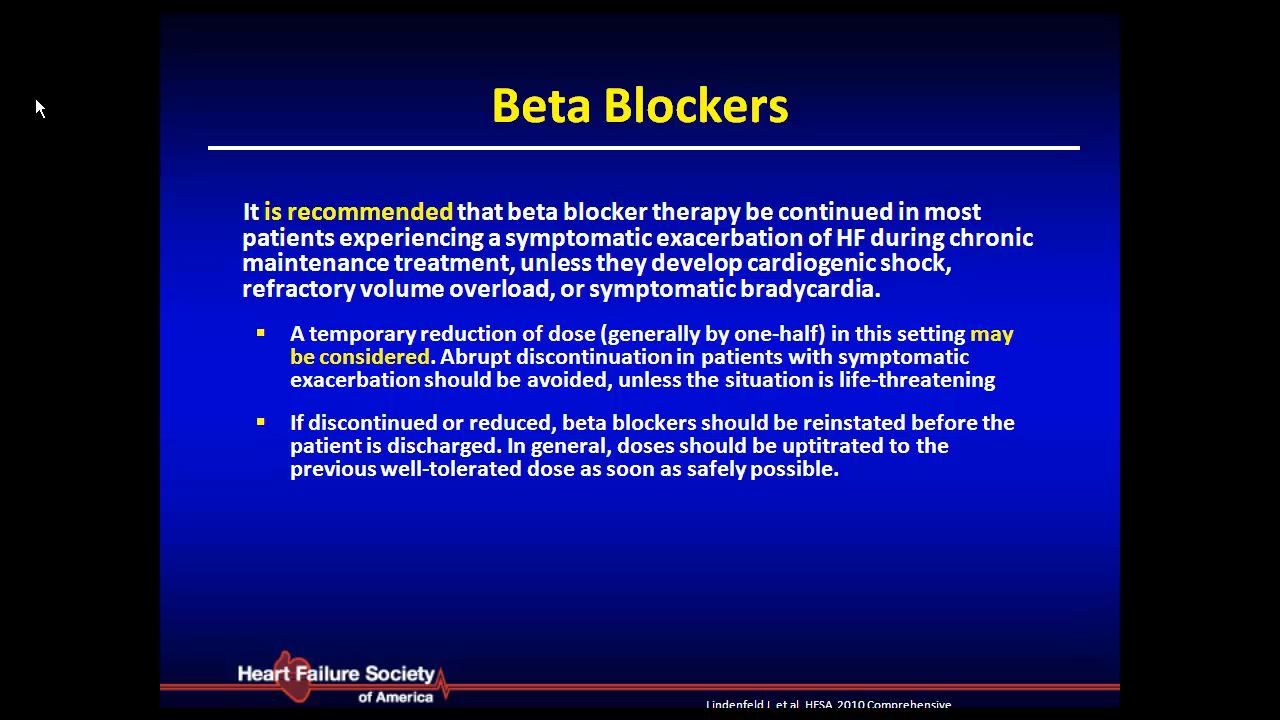 Beta Blockers
It is recommended that beta blocker therapy be continued in most
patients experiencing a symptomatic exacerbation of HF during chronic
maintenance treatment, unless they develop cardiogenic shock,
refractory volume overload, or symptomatic bradycardia.
A temporary reduction of dose (generally by one-half) in this setting may
be considered. Abrupt discontinuation in patients with symptomatic
exacerbation should be avoided, unless the situation is life-threatening
If discontinued or reduced, beta blockers should be reinstated before the
patient is discharged. In general, doses should be uptitrated to the
previous well-tolerated dose as soon as safely possible.
Heart Failure Society
of America
Lindenfeld J, et al. HFSA 2010 Comprehensive